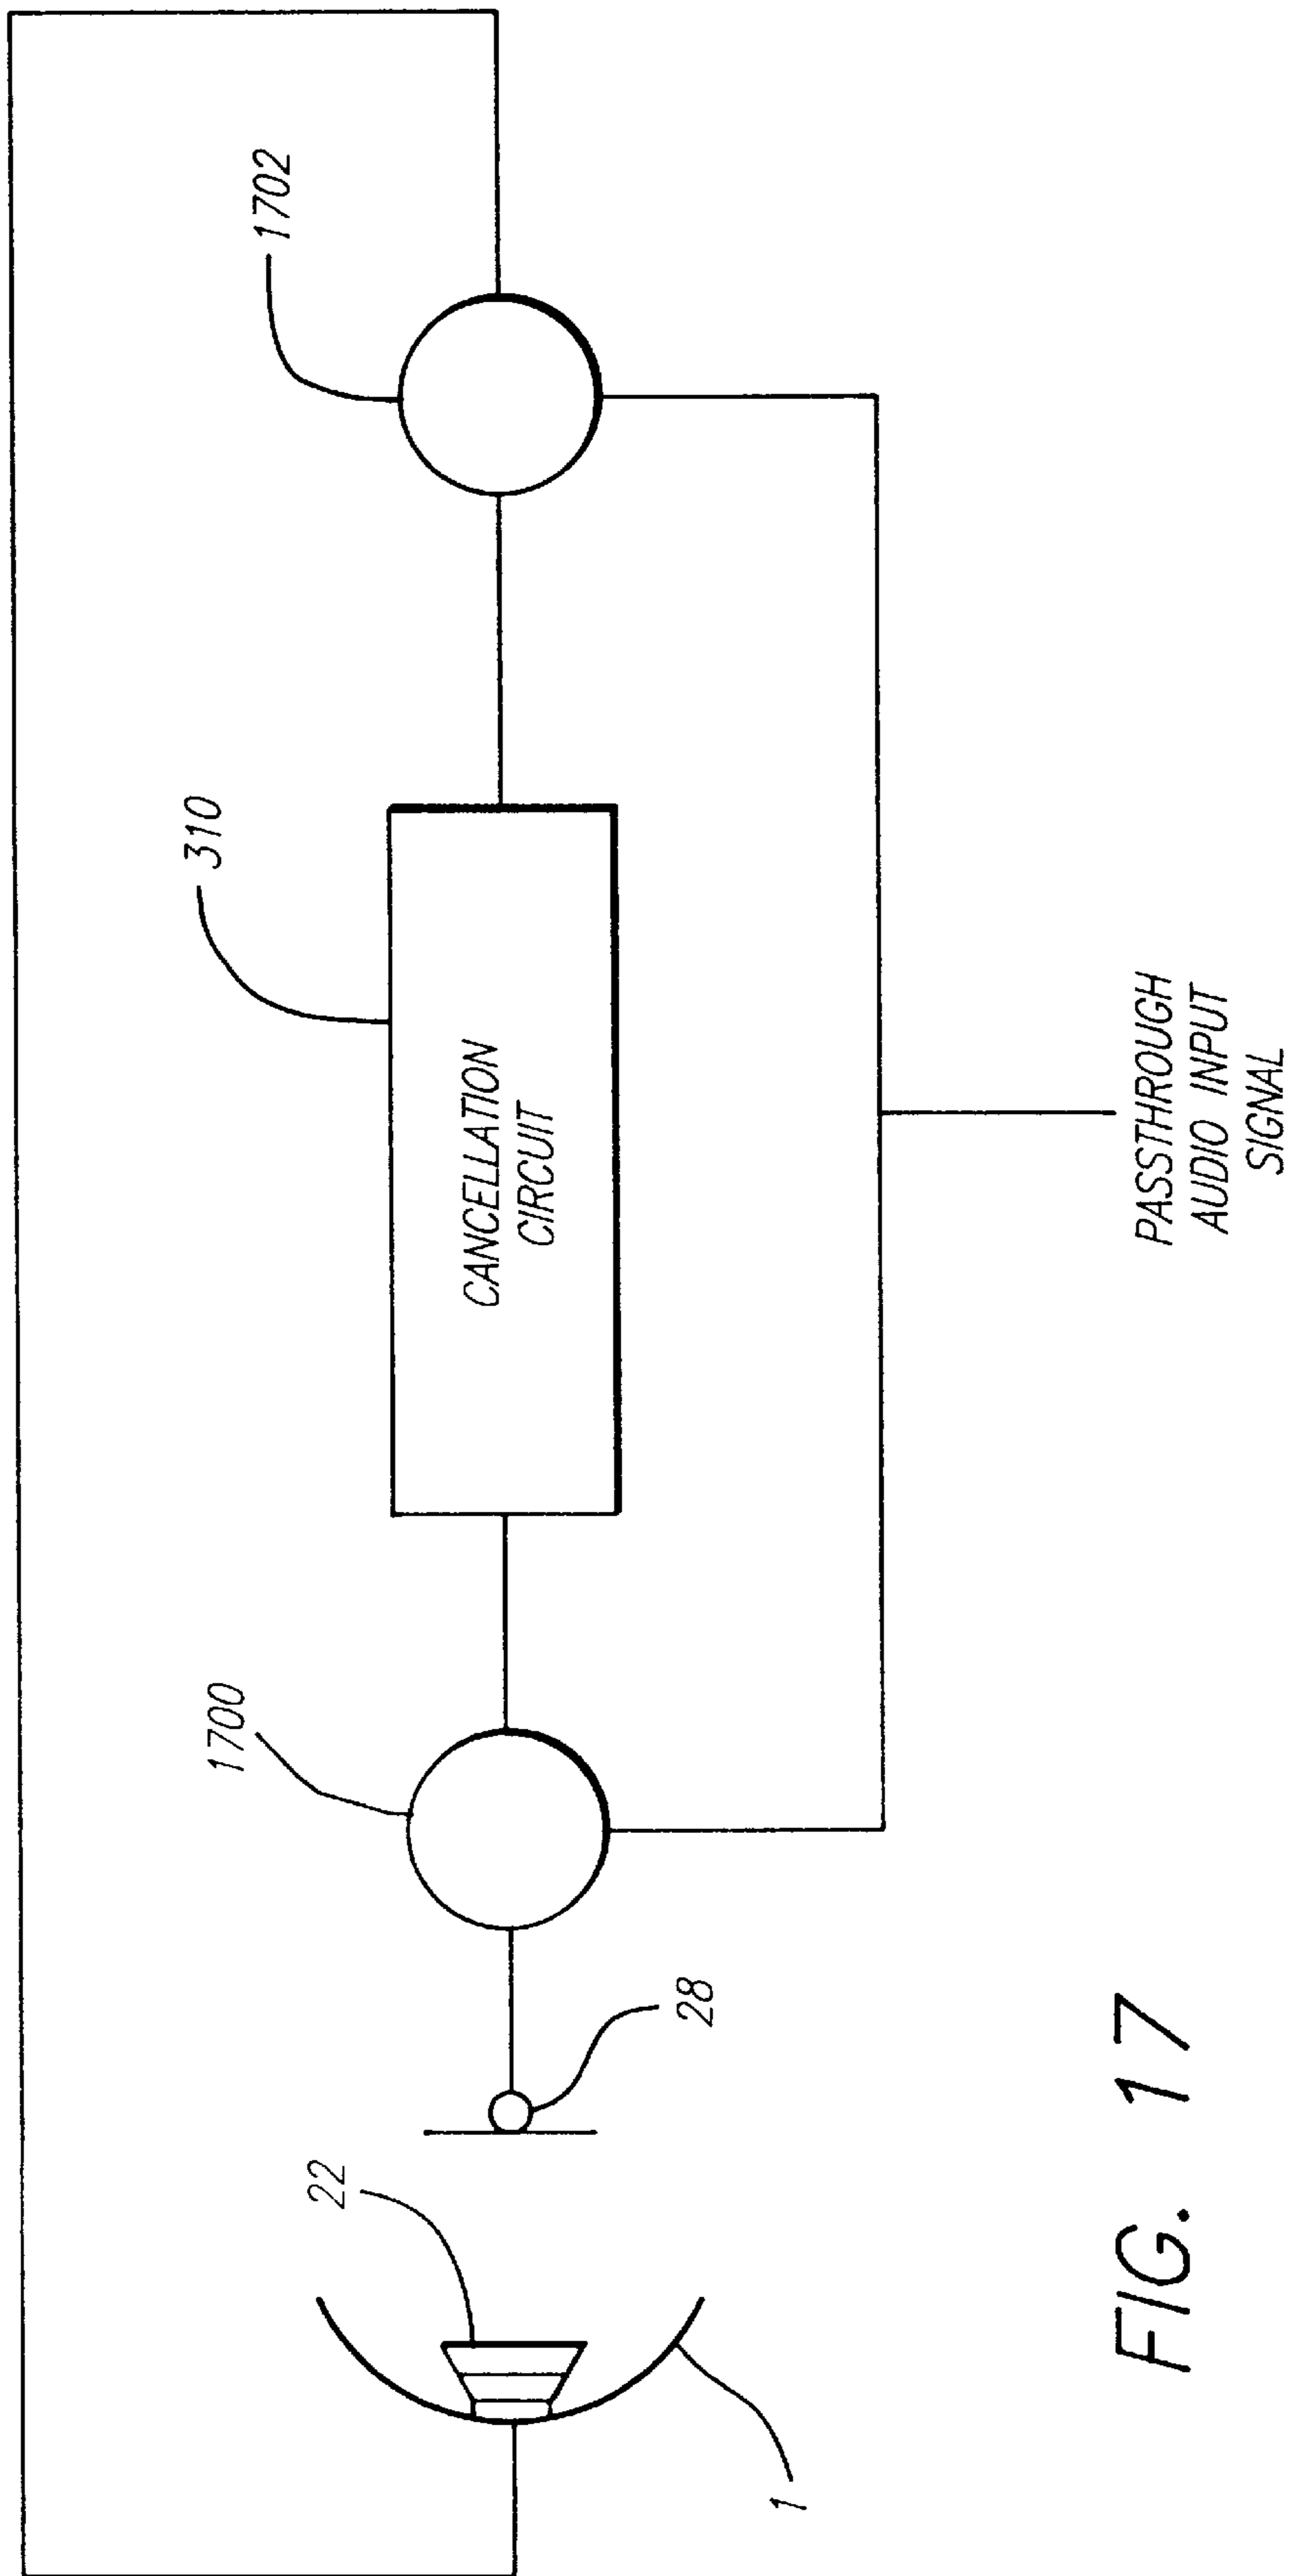 1702
310
1700
22
28
1
CANCELLATION
CIRCUIT
PASSTHROUGH
AUDIO INPUT
SIGNAL
FIG. 17